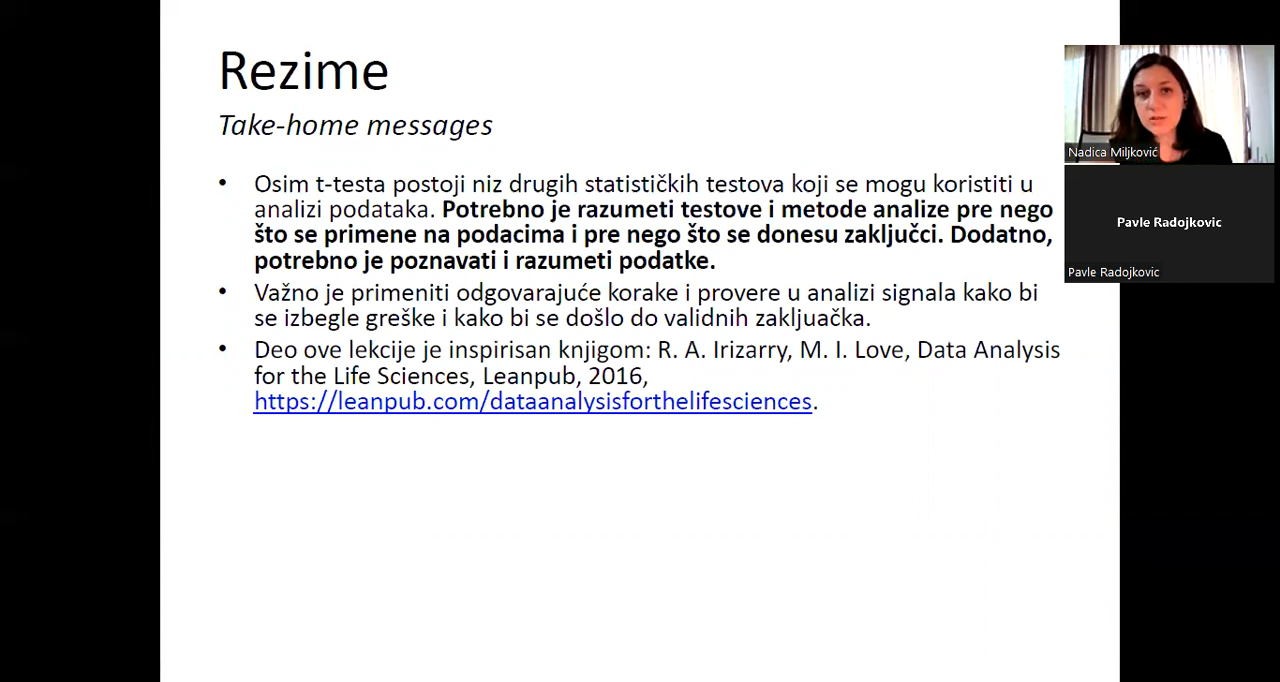 Rezime
Take-home messages
• Osim t-testa postoji niz drugih statističkih testova koji se mogu koristiti u
analizi podataka. Potrebno je razumeti testove i metode analize pre nego
što se primene na podacima i pre nego što se donesu zaključci. Dodatno,
potrebno je poznavati i razumeti podatke.
• Važno je primeniti odgovarajuće korake i provere u analizi signala kako bi
se izbegle greške i kako bi se došlo do validnih zakljuačka.
• Deo ove lekcije je inspirisan knjigom: R. A. Irizarry, M. I. Love, Data Analysis
for the Life Sciences, Leanpub, 2016,
https://leanpub.com/dataanalysisforthelifesciences.
Nadica Miljković
Pavle Radojkovic
Pavle Radojkovic